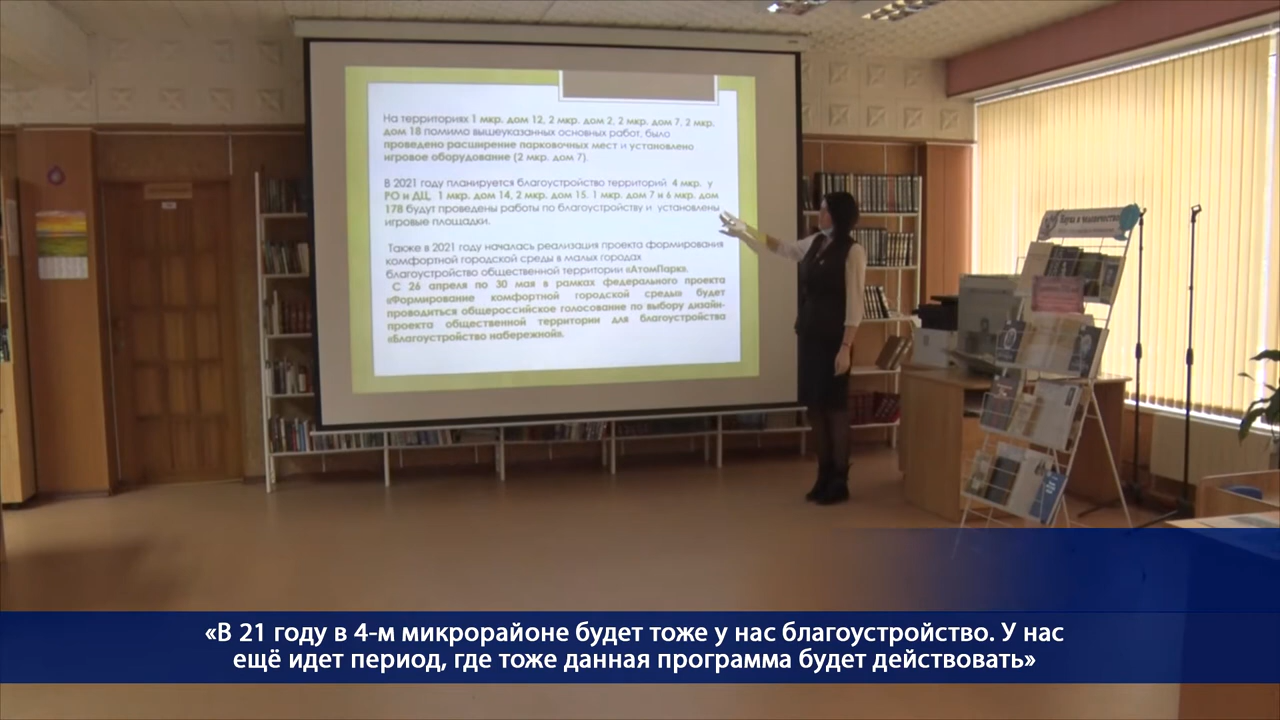 На территориях 1 мкр. дом 12, 2 мкр. дом 2, 2 мкр. дом 7, 2 мкр.
дом 18 помимо вышеуказанных основных работ, было
проведено расширение парковочных мест и установлено
игровое оборудование (2 мкр. дом 7).
В 2021 году планируется благоустройство территорий 4 мкр. у
РО и ДЦ, 1 мкр. дом 14, 2 мкр. дом 15. 1 мкр. дом 7 и 6 мкр. дом
178 будут проведены работы по благоустройству и установлены
игровые площадки.
Также в 2021 году началась реализация проекта формирования
комфортной городской среды в малых городах
благоустройство общественной территории «АтомПарк».
С 26 апреля по 30 мая в рамках федерального проекта
«Формирование комфортной городской среды» будет
проводиться общероссийское голосование по выбору дизайн-
проекта общественной территории для благоустройства
«Благоустройство набережной».
Наука и человечество
«В 21 году в 4-м микрорайоне будет тоже у нас благоустройство. У нас
ещё идет период, где тоже данная программа будет действовать»